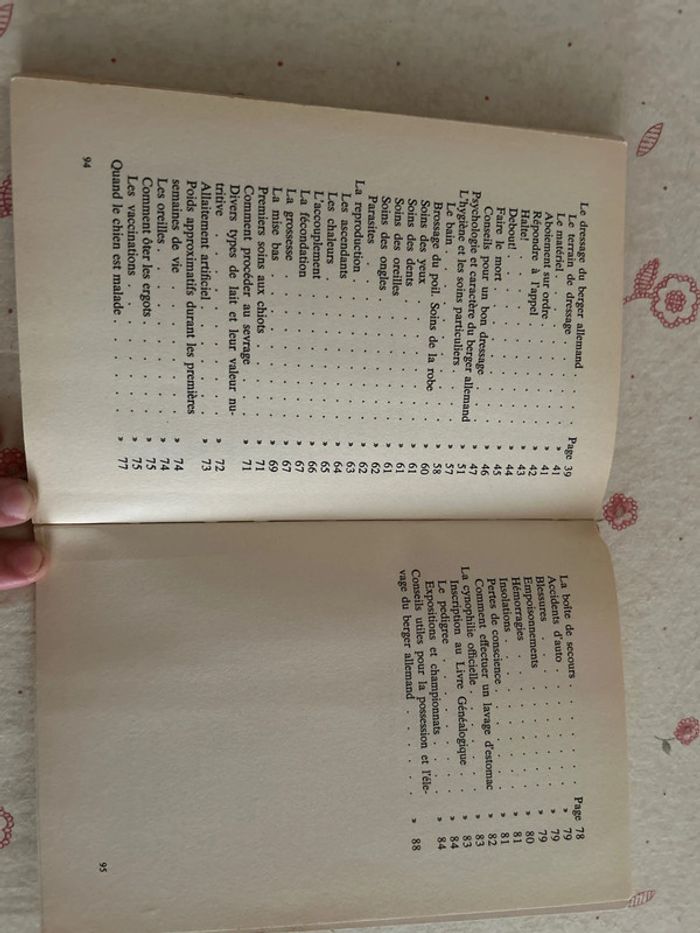 Le dressage du berger allemand . . . Page 39
Le terrain de dressage . . . . . . » 41
Le matériel . . . . . . . . . » 41
Aboiement sur ordre . . . . . . » 42
Répondre à l'appel . . . . . . » 43
Halte! . . . . . . . . . . » 44
Debout! . . . . . . . . . . » 45
Faire le mort . . . . . . . . » 46
Conseils pour un bon dressage . . . » 47
Psychologie et caractère du berger allemand » 51
L'hygiène et les soins particuliers . . . » 57
Le bain . . . . . . . . . . » 58
Brossage du poil. Soins de la robe . . » 60
Soins des yeux . . . . . . . . » 61
Soins des dents . . . . . . . . » 61
Soins des oreilles . . . . . . . » 61
Soins des ongles . . . . . . . » 62
Parasites . . . . . . . . . . » 62
La reproduction . . . . . . . . » 63
Les ascendants . . . . . . . . » 64
Les chaleurs . . . . . . . . » 65
L'accouplement . . . . . . . . » 66
La fécondation . . . . . . . . » 67
La grossesse . . . . . . . . » 67
La mise bas . . . . . . . . . » 69
Premiers soins aux chiots . . . . . » 71
Comment procéder au sevrage . . . . » 71
Divers types de lait et leur valeur nu-
tritive . . . . . . . . . . » 72
Allaitement artificiel . . . . . . » 73
Poids approximatifs durant les premières
semaines de vie . . . . . . . » 74
Les oreilles . . . . . . . . . » 74
Comment ôter les ergots . . . . . » 75
Les vaccinations . . . . . . . . » 75
Quand le chien est malade . . . . . » 77
94
La boîte de secours . . . . . . Page 78
Accidents d'auto . . . . . . . » 79
Blessures . . . . . . . . . . » 79
Empoisonnements . . . . . . . » 79
Hémorragies . . . . . . . . . » 80
Insolations . . . . . . . . . » 81
Pertes de conscience . . . . . . » 81
Comment effectuer un lavage d'estomac » 82
La cynophilie officielle . . . . . . » 83
Inscription au Livre Généalogique . . » 83
Le pedigree . . . . . . . . . » 84
Expositions et championnats . . . . » 84
Conseils utiles pour la possession et l'éle-
vage du berger allemand . . . . . » 88
95